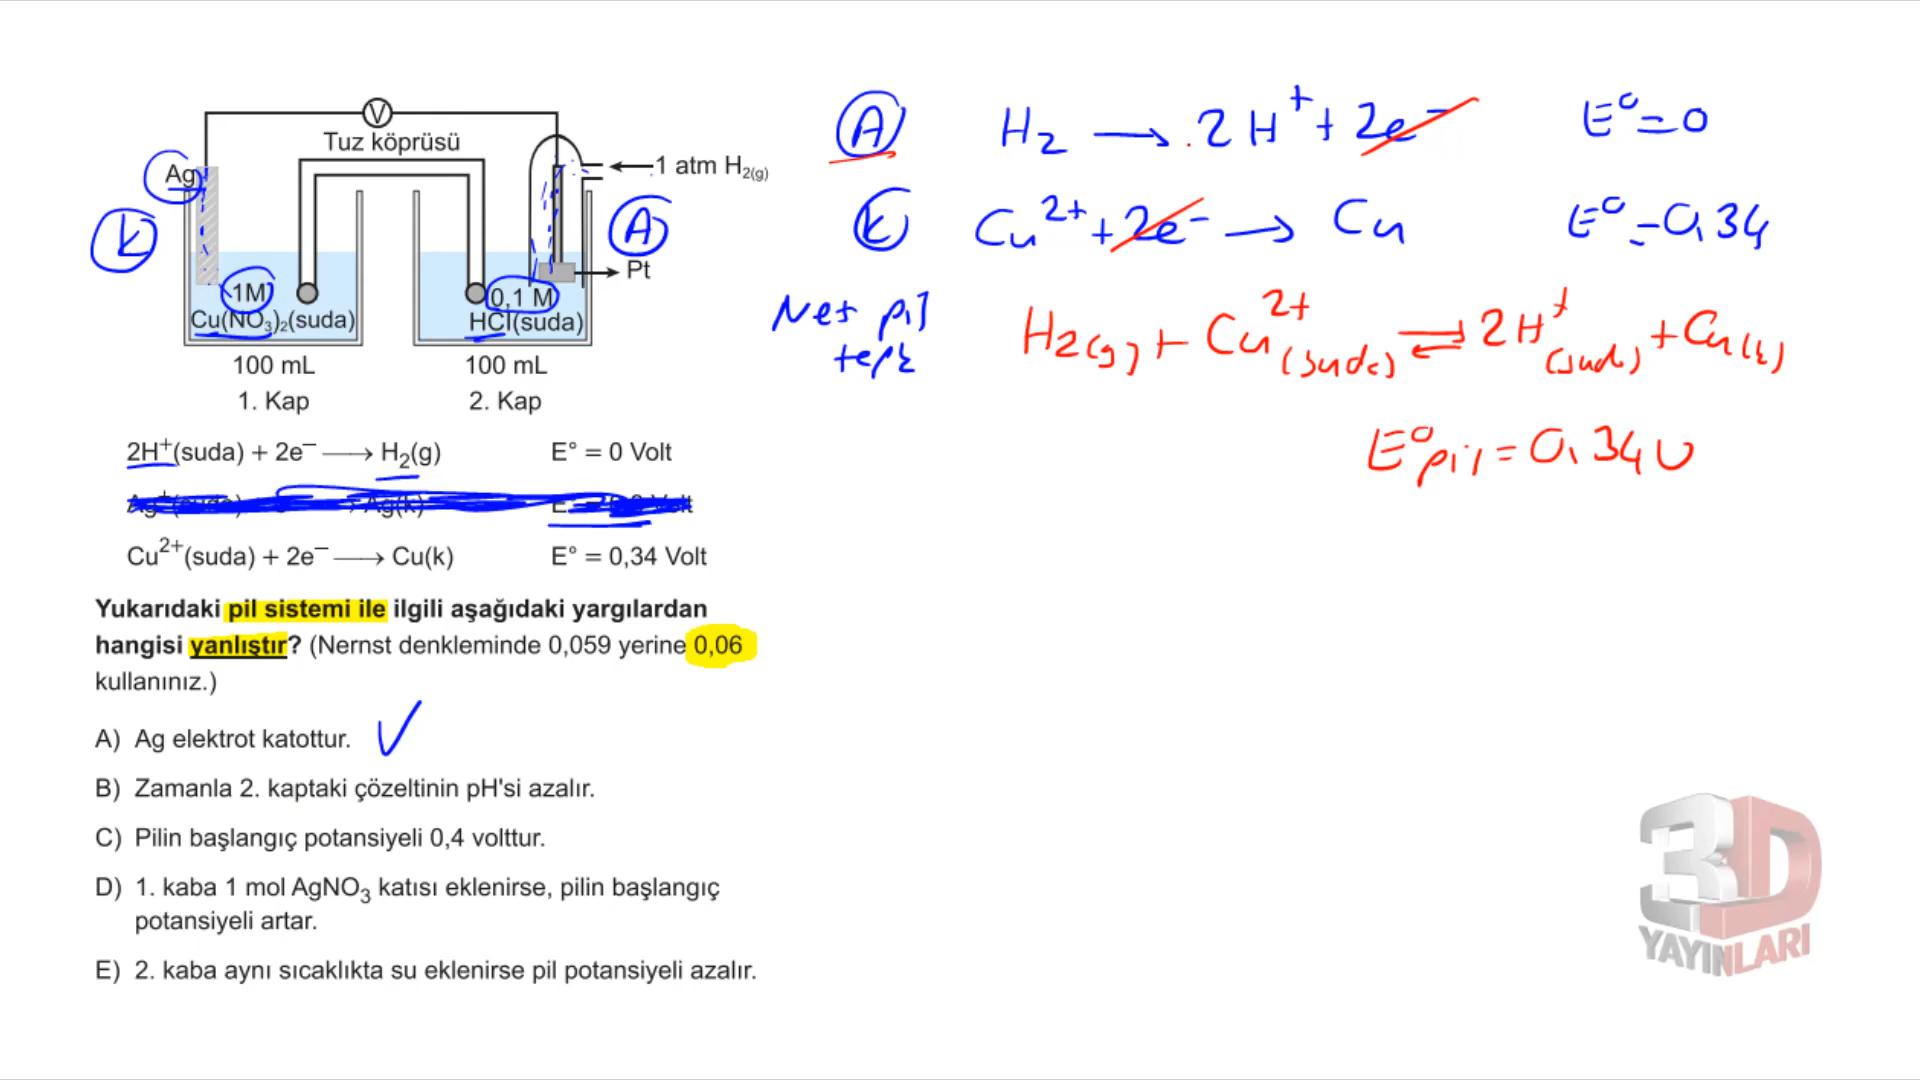 V
Tuz köprüsü
Ag
1 atm H2(g)
K
A
Pt
1M
Cu(NO3)2(suda)
0,1 M
HCl(suda)
100 mL
100 mL
1. Kap
2. Kap
2H+(suda) + 2e– → H2(g) E° = 0 Volt
Cu2+(suda) + 2e– → Cu(k) E° = 0,34 Volt
Yukarıdaki pil sistemi ile ilgili aşağıdaki yargılardan
hangisi yanlıştır? (Nernst denkleminde 0,059 yerine 0,06
kullanınız.)
A) Ag elektrot katottur.
B) Zamanla 2. kaptaki çözeltinin pH'si azalır.
C) Pilin başlangıç potansiyeli 0,4 volttur.
D) 1. kaba 1 mol AgNO3 katısı eklenirse, pilin başlangıç
potansiyeli artar.
E) 2. kaba aynı sıcaklıkta su eklenirse pil potansiyeli azalır.
A H2 → 2H+ + 2e– E° = 0
K Cu2+ + 2e– → Cu E° = 0,34
Net pil
tepk
H2(g) + Cu2+(suda) ⇌ 2H+(suda) + Cu(k)
E°pil = 0,34 V
3D
YAYINLARI